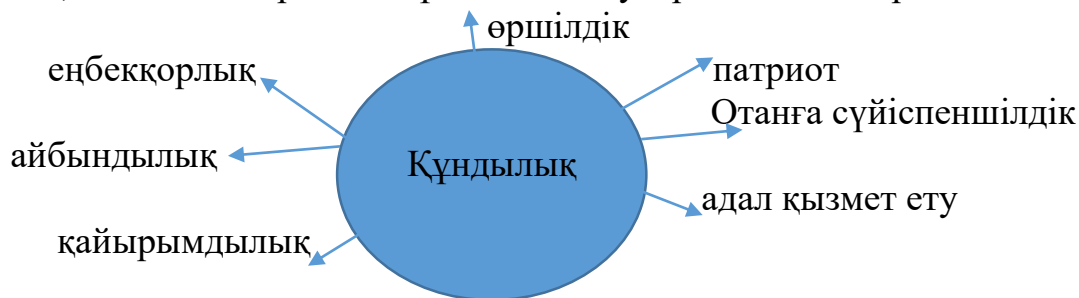 өршілдік
еңбекқорлық
патриот
Отанға сүйіспеншілдік
айбындылық
Құндылық
адал қызмет ету
қайырымдылық